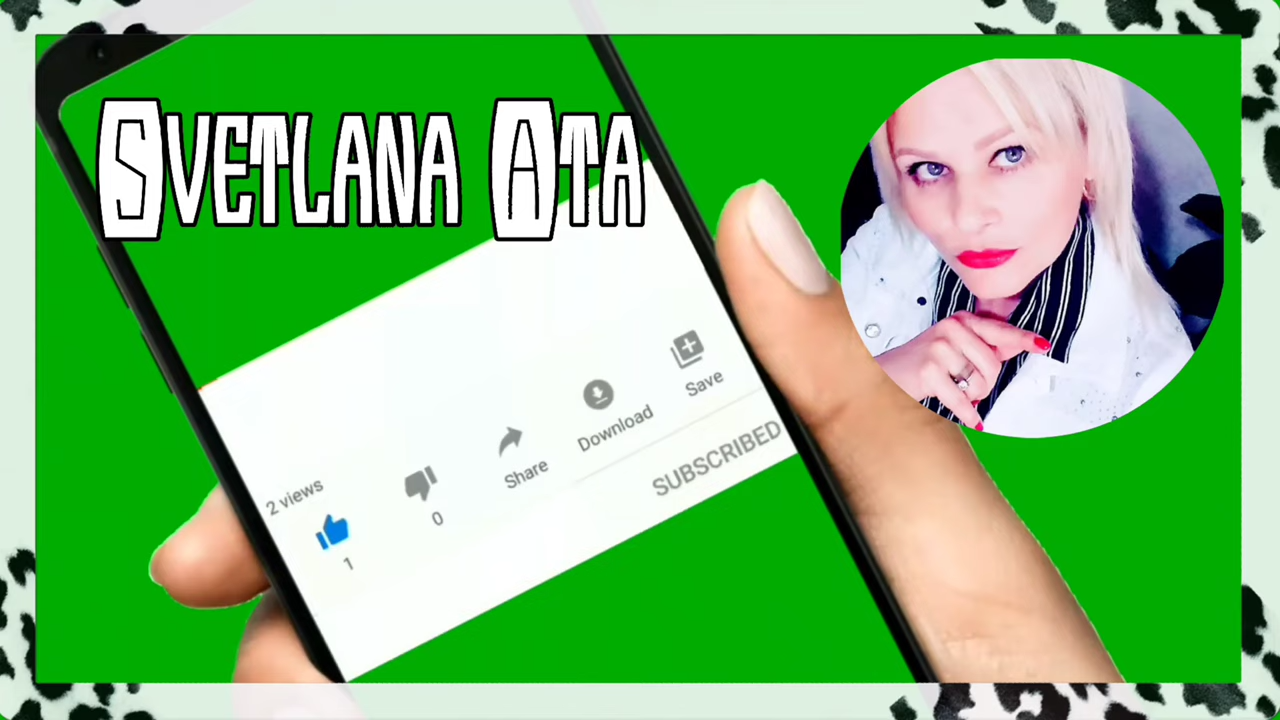 Svetlana Ata
2 views
1
0
Share
Download
Save
SUBSCRIBED